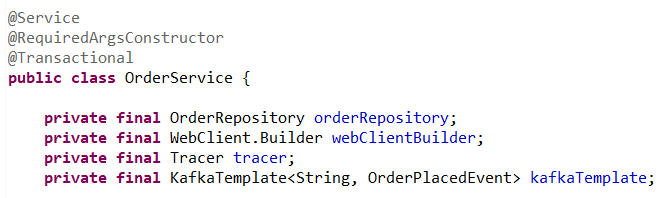 @Service
@RequiredArgsConstructor
@Transactional
public class OrderService {
private final OrderRepository orderRepository;
private final WebClient.Builder webClientBuilder;
private final Tracer tracer;
private final KafkaTemplate<String, OrderPlacedEvent> kafkaTemplate;